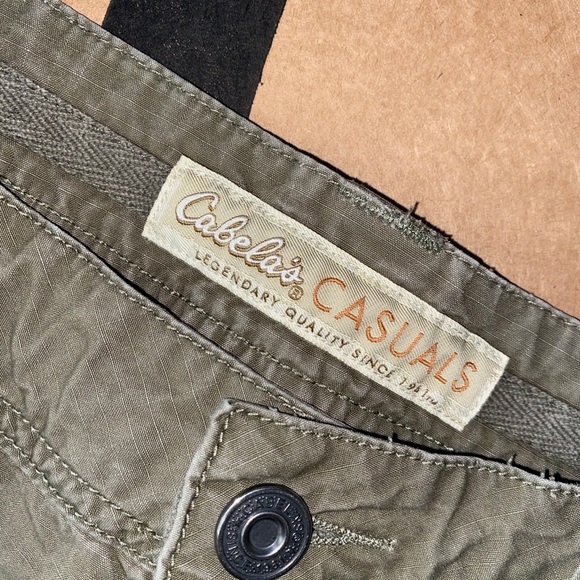 Cabela's® CASUALS
LEGENDARY QUALITY SINCE 1961™